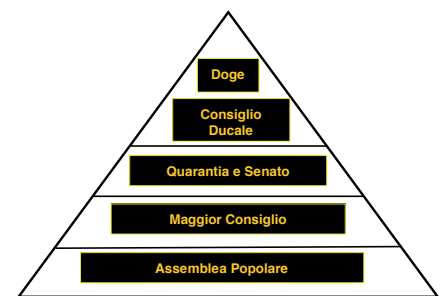 Doge
Consiglio
Ducale
Quarantia e Senato
Maggior Consiglio
Assemblea Popolare